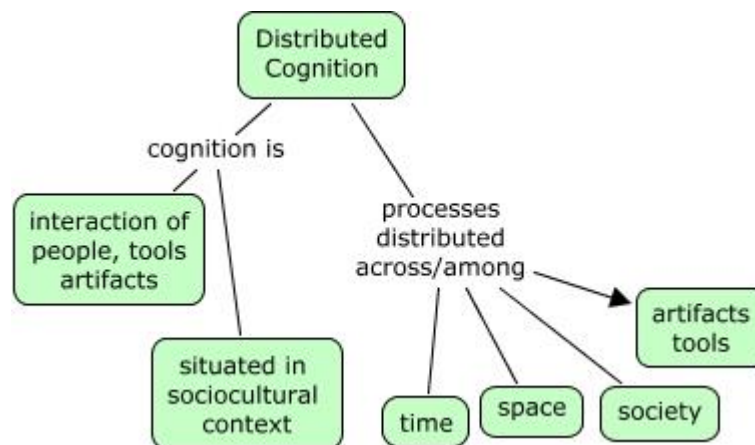 Distributed
Cognition
cognition is
interaction of
people, tools
artifacts
situated in
sociocultural
context
processes
distributed
across/among
time
space
society
artifacts
tools